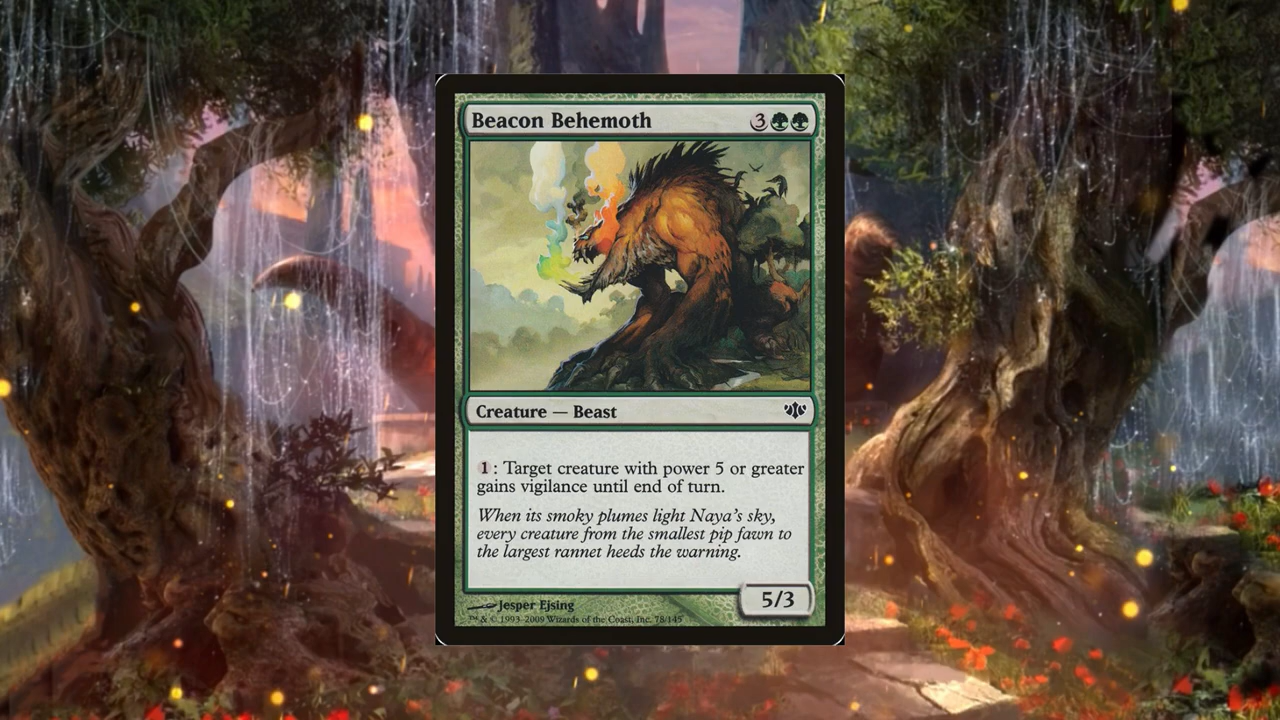 Beacon Behemoth 3
Creature — Beast
1: Target creature with power 5 or greater
gains vigilance until end of turn.
When its smoky plumes light Naya's sky,
every creature from the smallest pip fawn to
the largest rannet heeds the warning.
5/3
Jesper Ejsing
™ & © 1993-2009 Wizards of the Coast, Inc. 78/145